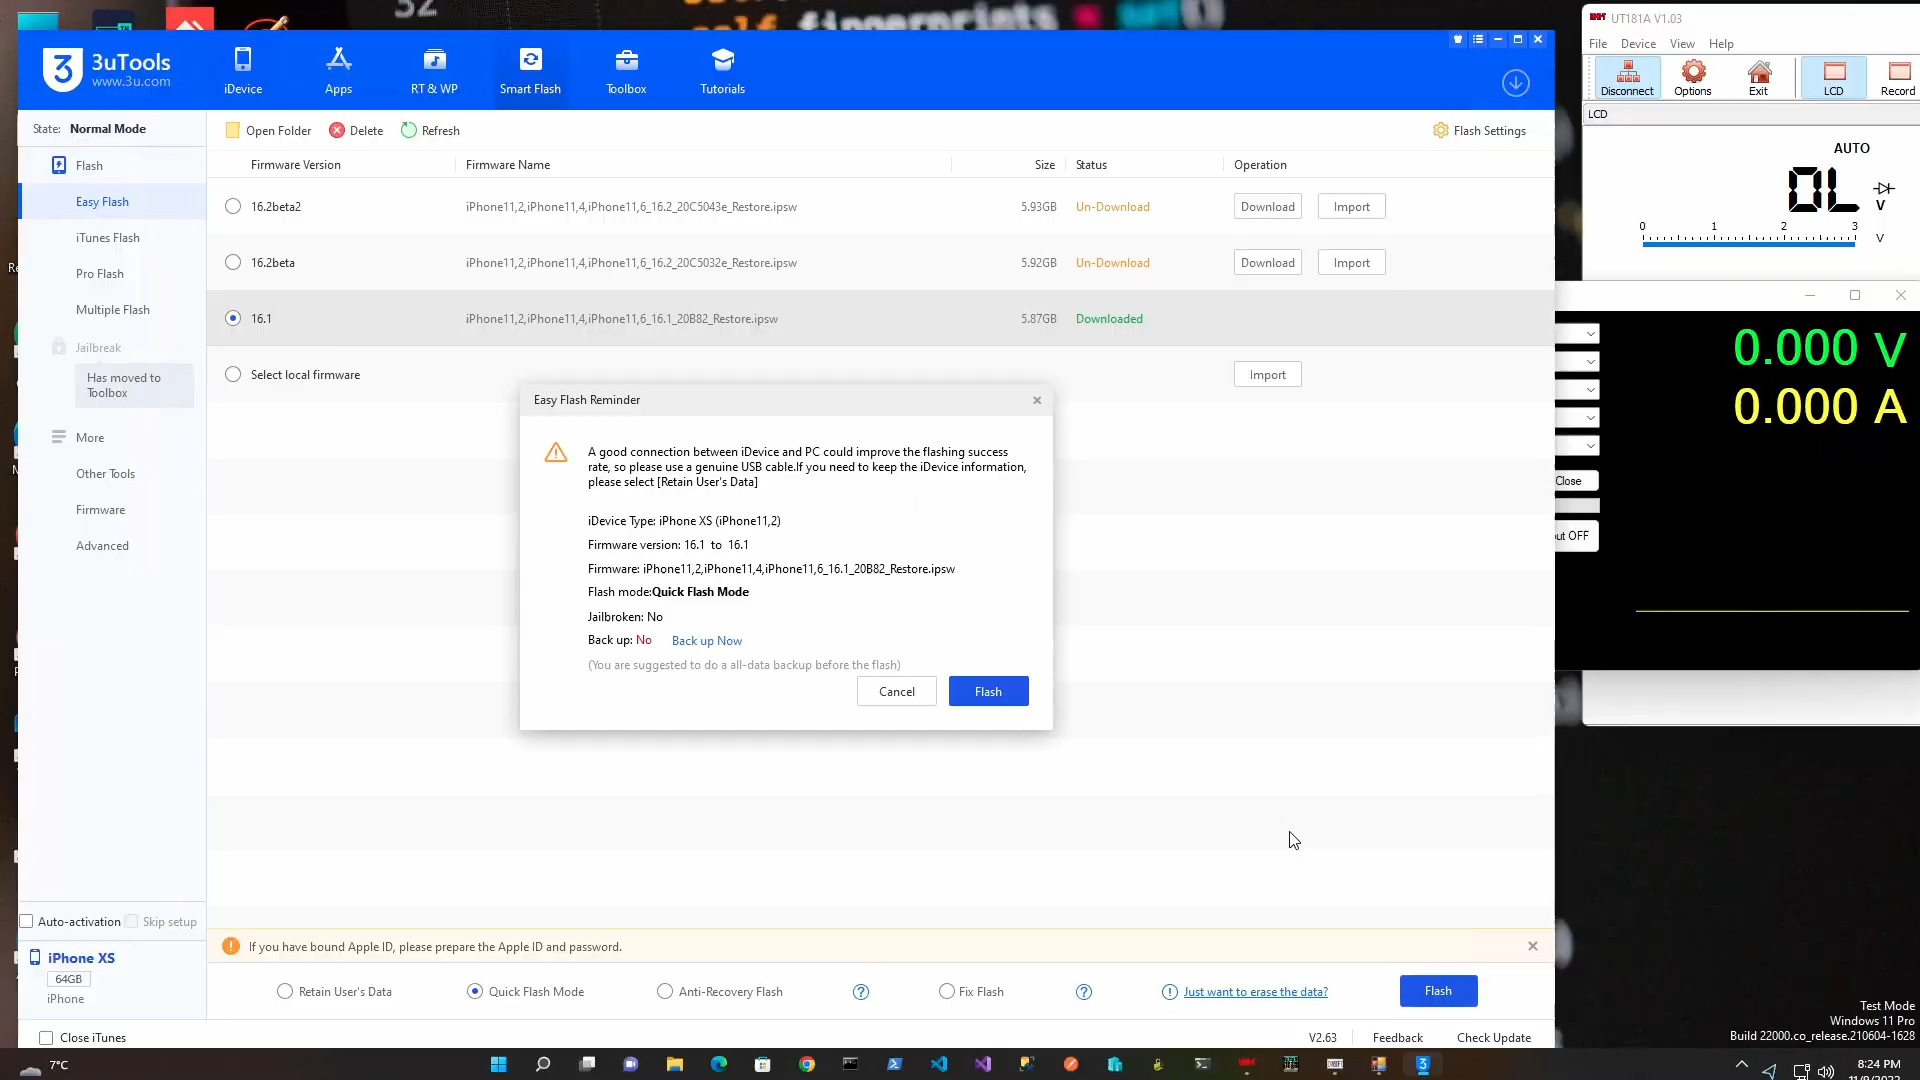 3uTools
www.3u.com
iDevice
Apps
RT & WP
Smart Flash
Toolbox
Tutorials
State: Normal Mode
Flash
Easy Flash
iTunes Flash
Pro Flash
Multiple Flash
Jailbreak
Has moved to
Toolbox
More
Other Tools
Firmware
Advanced
Auto-activation
Skip setup
iPhone XS
64GB
iPhone
Close iTunes
Open Folder
Delete
Refresh
Flash Settings
Firmware Version
Firmware Name
Size
Status
Operation
16.2beta2
iPhone11,2,iPhone11,4,iPhone11,6_16.2_20C5043e_Restore.ipsw
5.93GB
Un-Download
Download
Import
16.2beta
iPhone11,2,iPhone11,4,iPhone11,6_16.2_20C5032e_Restore.ipsw
5.92GB
Un-Download
Download
Import
16.1
iPhone11,2,iPhone11,4,iPhone11,6_16.1_20B82_Restore.ipsw
5.87GB
Downloaded
Select local firmware
Import
Easy Flash Reminder
A good connection between iDevice and PC could improve the flashing success
rate, so please use a genuine USB cable.If you need to keep the iDevice information,
please select [Retain User's Data]
iDevice Type: iPhone XS (iPhone11,2)
Firmware version: 16.1 to 16.1
Firmware: iPhone11,2,iPhone11,4,iPhone11,6_16.1_20B82_Restore.ipsw
Flash mode:Quick Flash Mode
Jailbroken: No
Back up: No Back up Now
(You are suggested to do a all-data backup before the flash)
Cancel
Flash
If you have bound Apple ID, please prepare the Apple ID and password.
Retain User's Data
Quick Flash Mode
Anti-Recovery Flash
Fix Flash
Just want to erase the data?
Flash
V2.63
Feedback
Check Update
UT181A V1.03
File Device View Help
Disconnect
Options
Exit
LCD
Record
LCD
AUTO
OL
V
0 1 2 3
V
0.000 V
0.000 A
Close
out OFF
Test Mode
Windows 11 Pro
Build 22000.co_release.210604-1628
7°C
8:24 PM